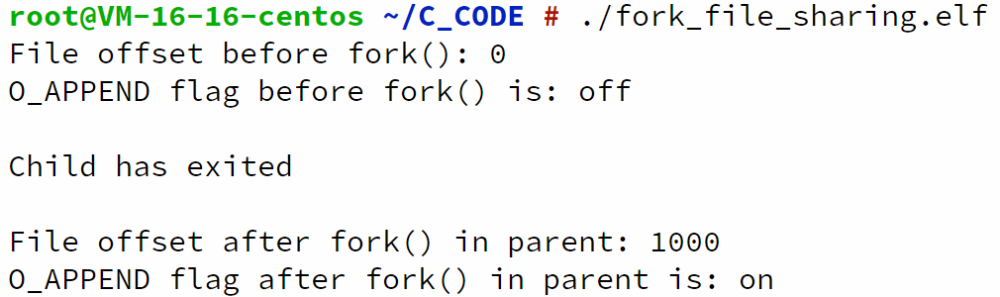 root@VM-16-16-centos ~/C_CODE # ./fork_file_sharing.elf
File offset before fork(): 0
O_APPEND flag before fork() is: off
Child has exited
File offset after fork() in parent: 1000
O_APPEND flag after fork() in parent is: on